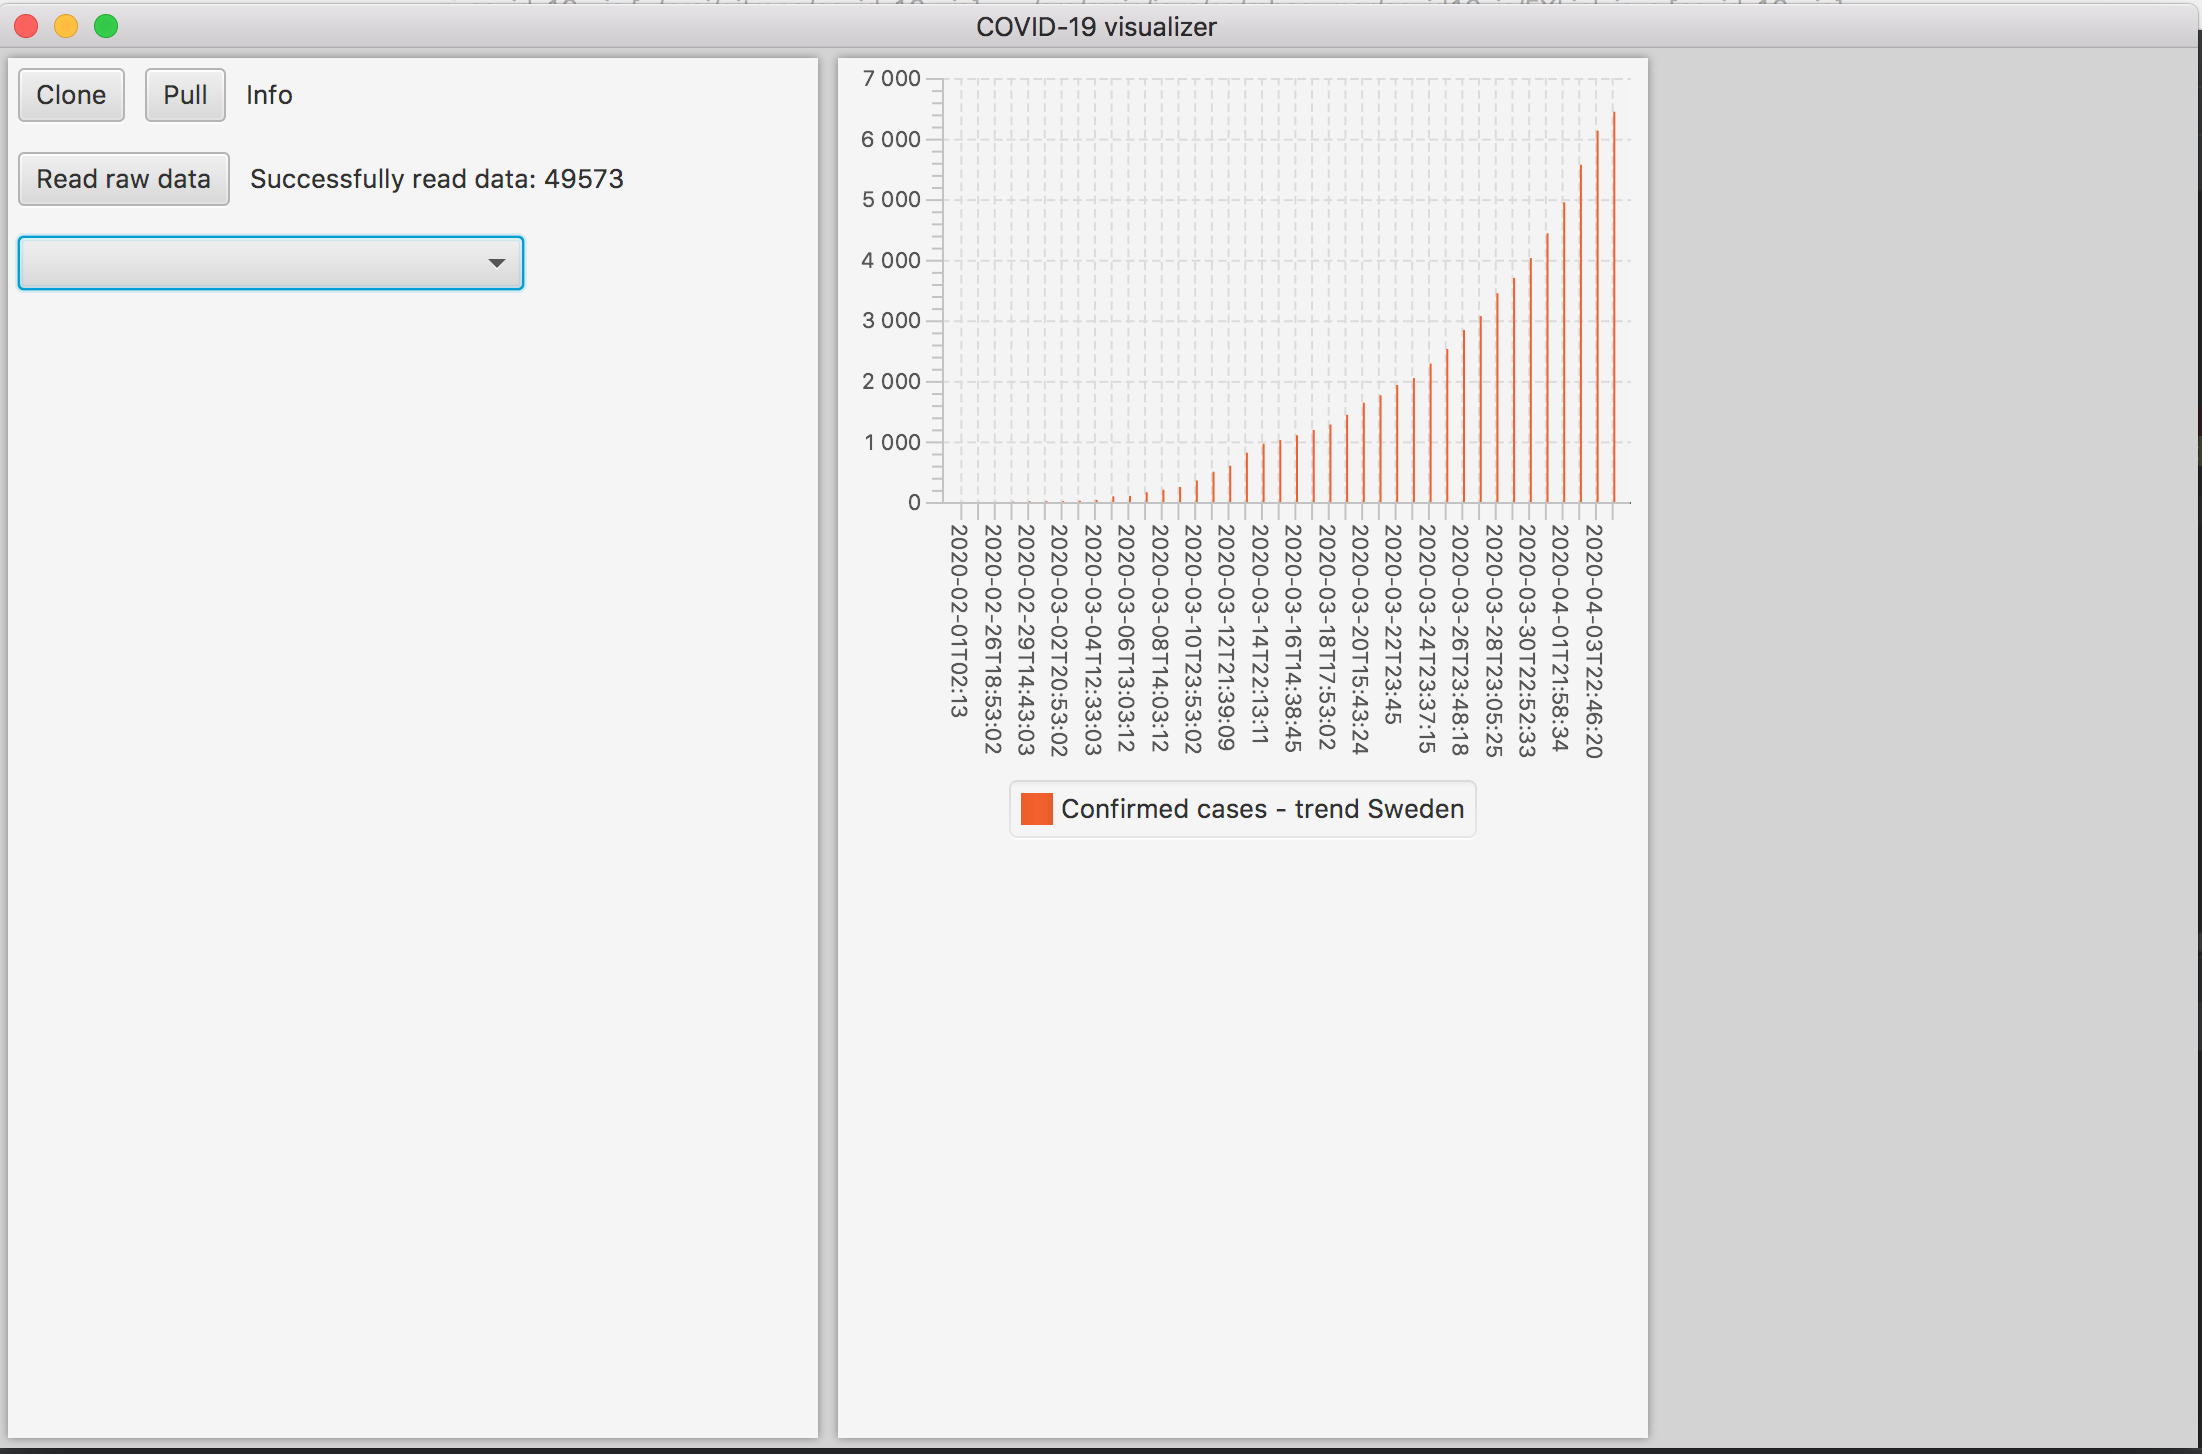 COVID-19 visualizer
Clone Pull Info
Read raw data Successfully read data: 49573
7 000
6 000
5 000
4 000
3 000
2 000
1 000
0
2020-02-01T02:13
2020-02-26T18:53:02
2020-02-29T14:43:03
2020-03-02T20:53:02
2020-03-04T12:33:03
2020-03-06T13:03:12
2020-03-08T14:03:12
2020-03-10T23:53:02
2020-03-12T21:39:09
2020-03-14T22:13:11
2020-03-16T14:38:45
2020-03-18T17:53:02
2020-03-20T15:43:24
2020-03-22T23:45
2020-03-24T23:37:15
2020-03-26T23:48:18
2020-03-28T23:05:25
2020-03-30T22:52:33
2020-04-01T21:58:34
2020-04-03T22:46:20
Confirmed cases - trend Sweden